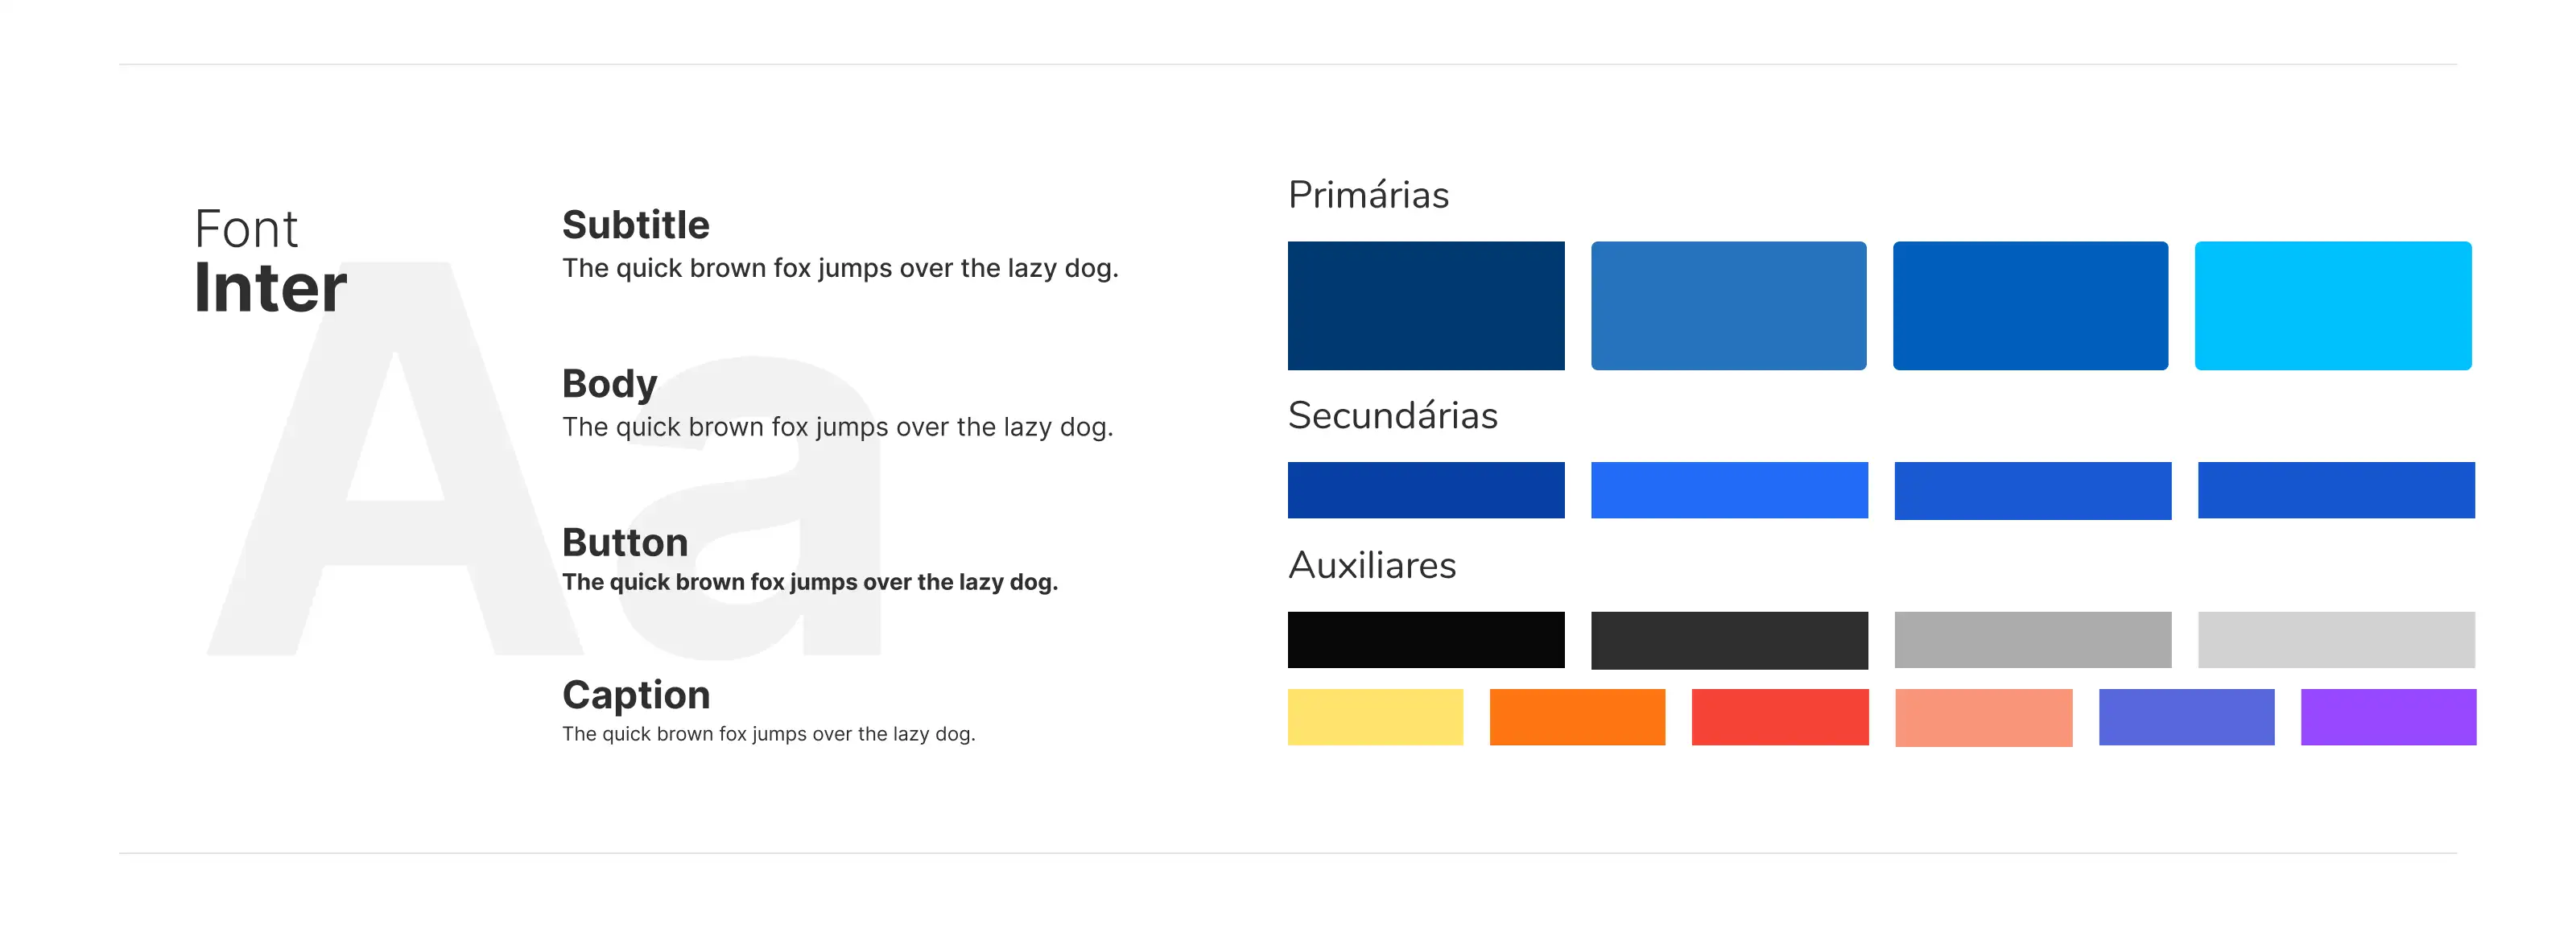 Font
Inter
Aa
Subtitle
The quick brown fox jumps over the lazy dog.
Body
The quick brown fox jumps over the lazy dog.
Button
The quick brown fox jumps over the lazy dog.
Caption
The quick brown fox jumps over the lazy dog.
Primárias
Secundárias
Auxiliares